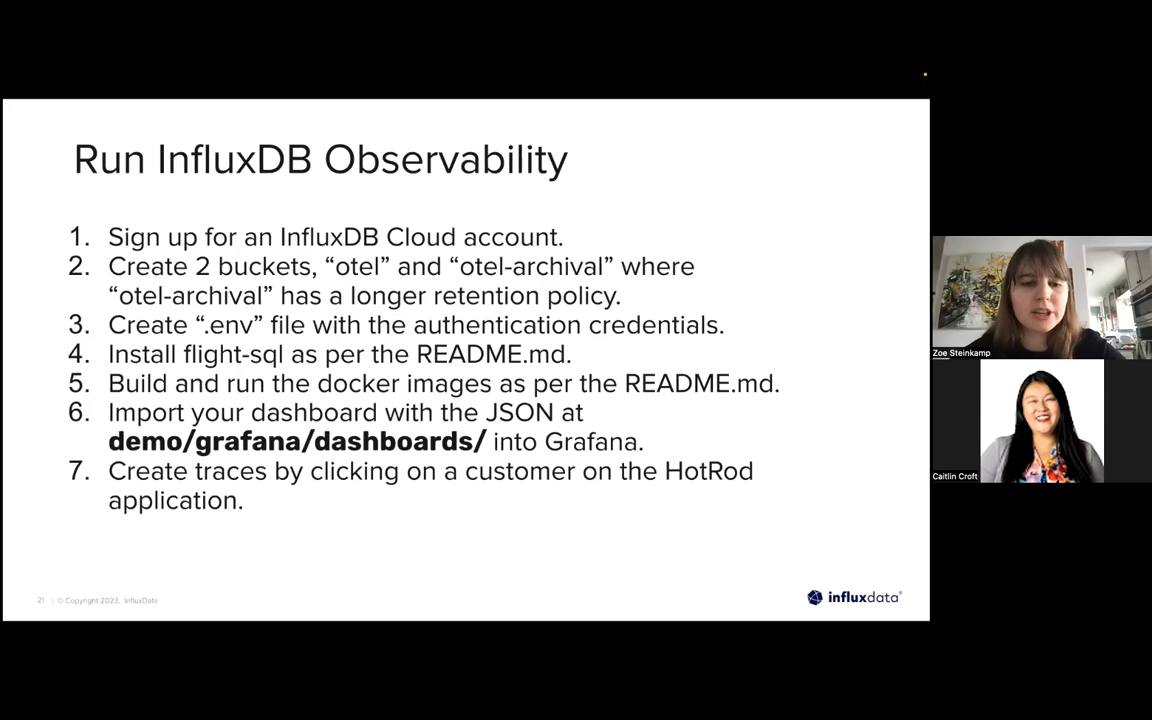 Run InfluxDB Observability
1. Sign up for an InfluxDB Cloud account.
2. Create 2 buckets, “otel” and “otel-archival” where
“otel-archival” has a longer retention policy.
3. Create “.env” file with the authentication credentials.
4. Install flight-sql as per the README.md.
5. Build and run the docker images as per the README.md.
6. Import your dashboard with the JSON at
demo/grafana/dashboards/ into Grafana.
7. Create traces by clicking on a customer on the HotRod
application.
21 | © Copyright 2023, InfluxData
influxdata®
Zoe Steinkamp
Caitlin Croft